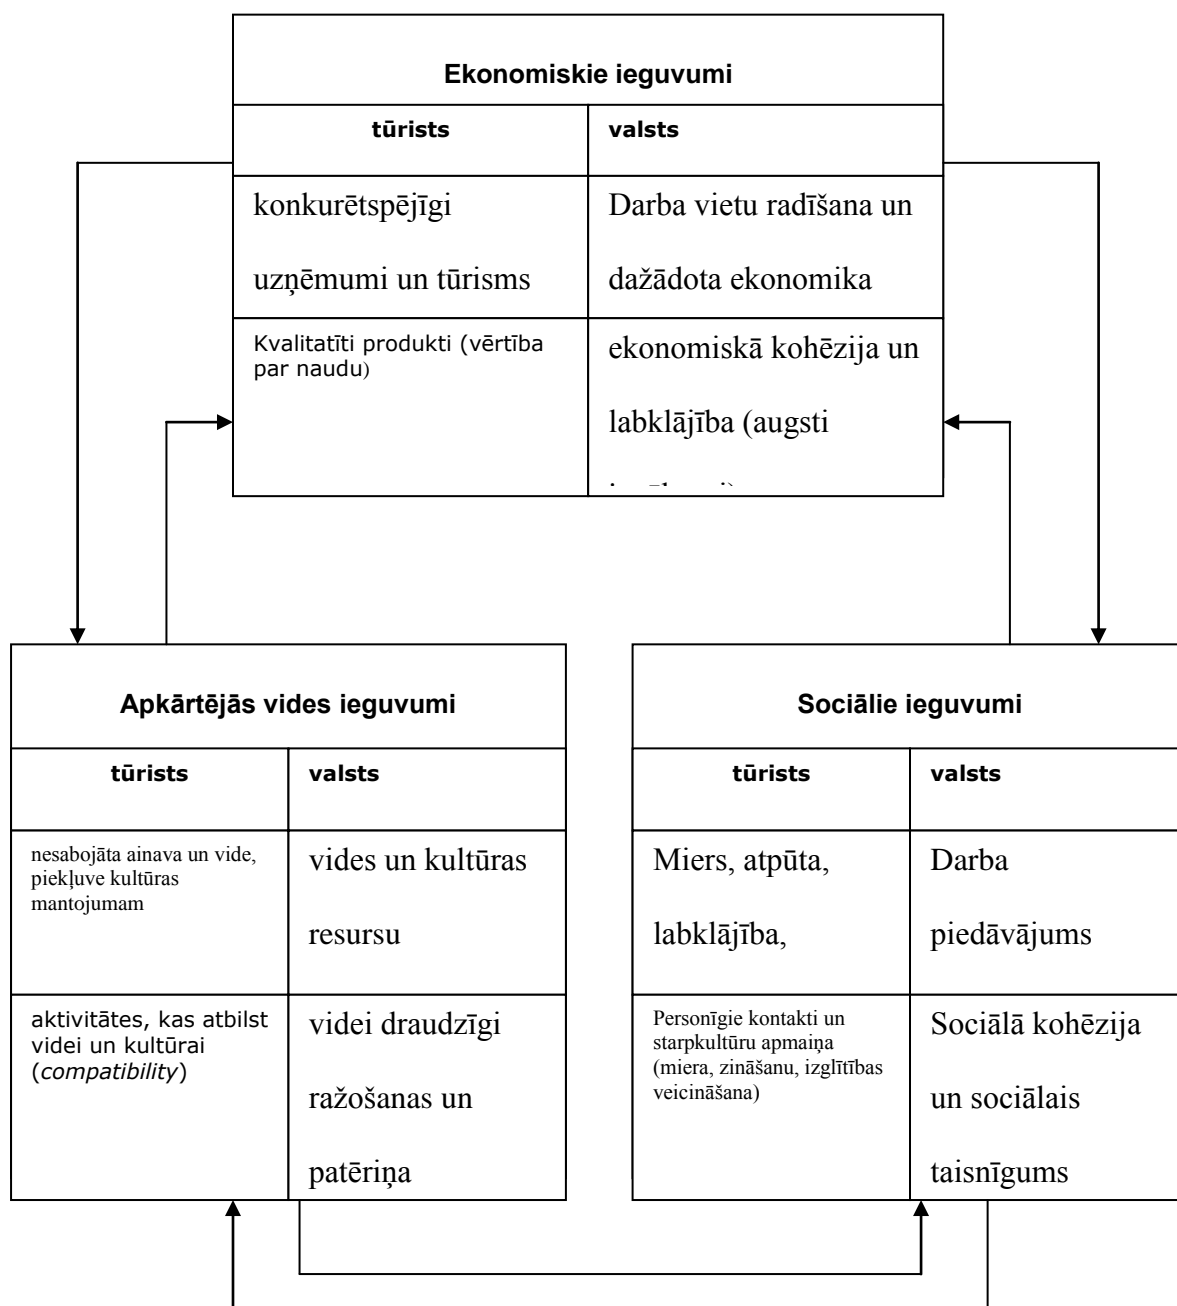 Ekonomiskie ieguvumi
tūrists
valsts
konkurētspējīgi
uzņēmumi un tūrisms
Darba vietu radīšana un
dažādota ekonomika
Kvalitatīti produkti (vērtība
par naudu)
ekonomiskā kohēzija un
labklājība (augsti
Apkārtējās vides ieguvumi
tūrists
valsts
nesabojāta ainava un vide,
piekļuve kultūras
mantojumam
vides un kultūras
resursu
aktivitātes, kas atbilst
videi un kultūrai
(compatibility)
videi draudzīgi
ražošanas un
patēriņa
Sociālie ieguvumi
tūrists
valsts
Miers, atpūta,
labklājība,
Darba
piedāvājums
Personīgie kontakti un
starpkultūru apmaiņa
(miera, zināšanu, izglītības
veicināšana)
Sociālā kohēzija
un sociālais
taisnīgums